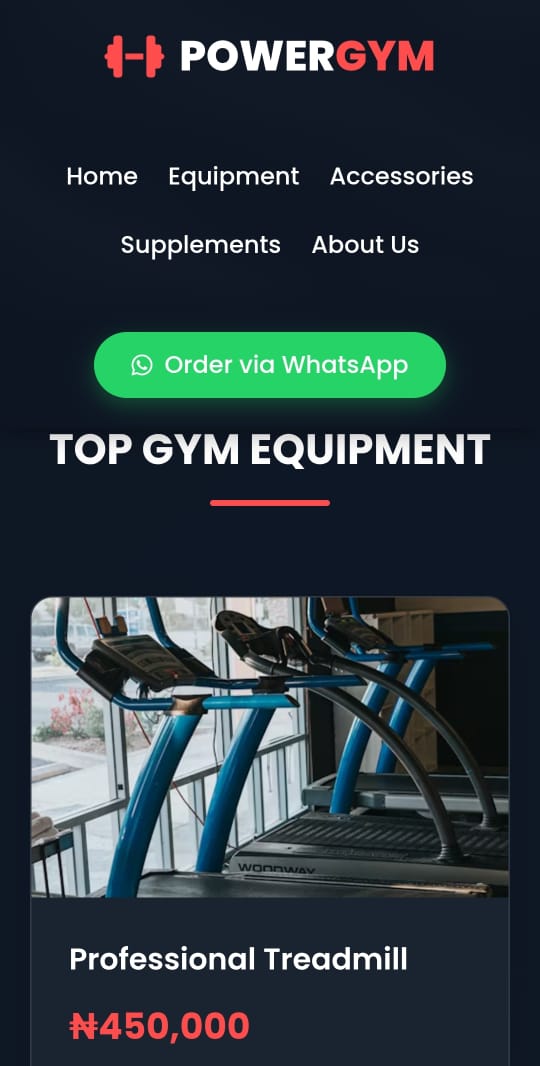 POWERGYM
Home Equipment Accessories
Supplements About Us
Order via WhatsApp
TOP GYM EQUIPMENT
WOODWAY
Professional Treadmill
₦450,000